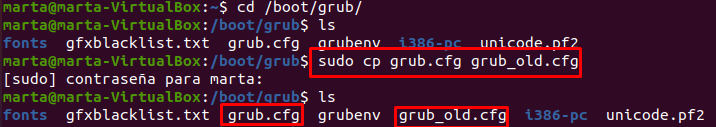 marta@marta-VirtualBox:~$ cd /boot/grub/
marta@marta-VirtualBox:/boot/grub$ ls
fonts gfxblacklist.txt grub.cfg grubenv i386-pc unicode.pf2
marta@marta-VirtualBox:/boot/grub$ sudo cp grub.cfg grub_old.cfg
[sudo] contraseña para marta:
marta@marta-VirtualBox:/boot/grub$ ls
fonts gfxblacklist.txt grub.cfg grubenv grub_old.cfg i386-pc unicode.pf2